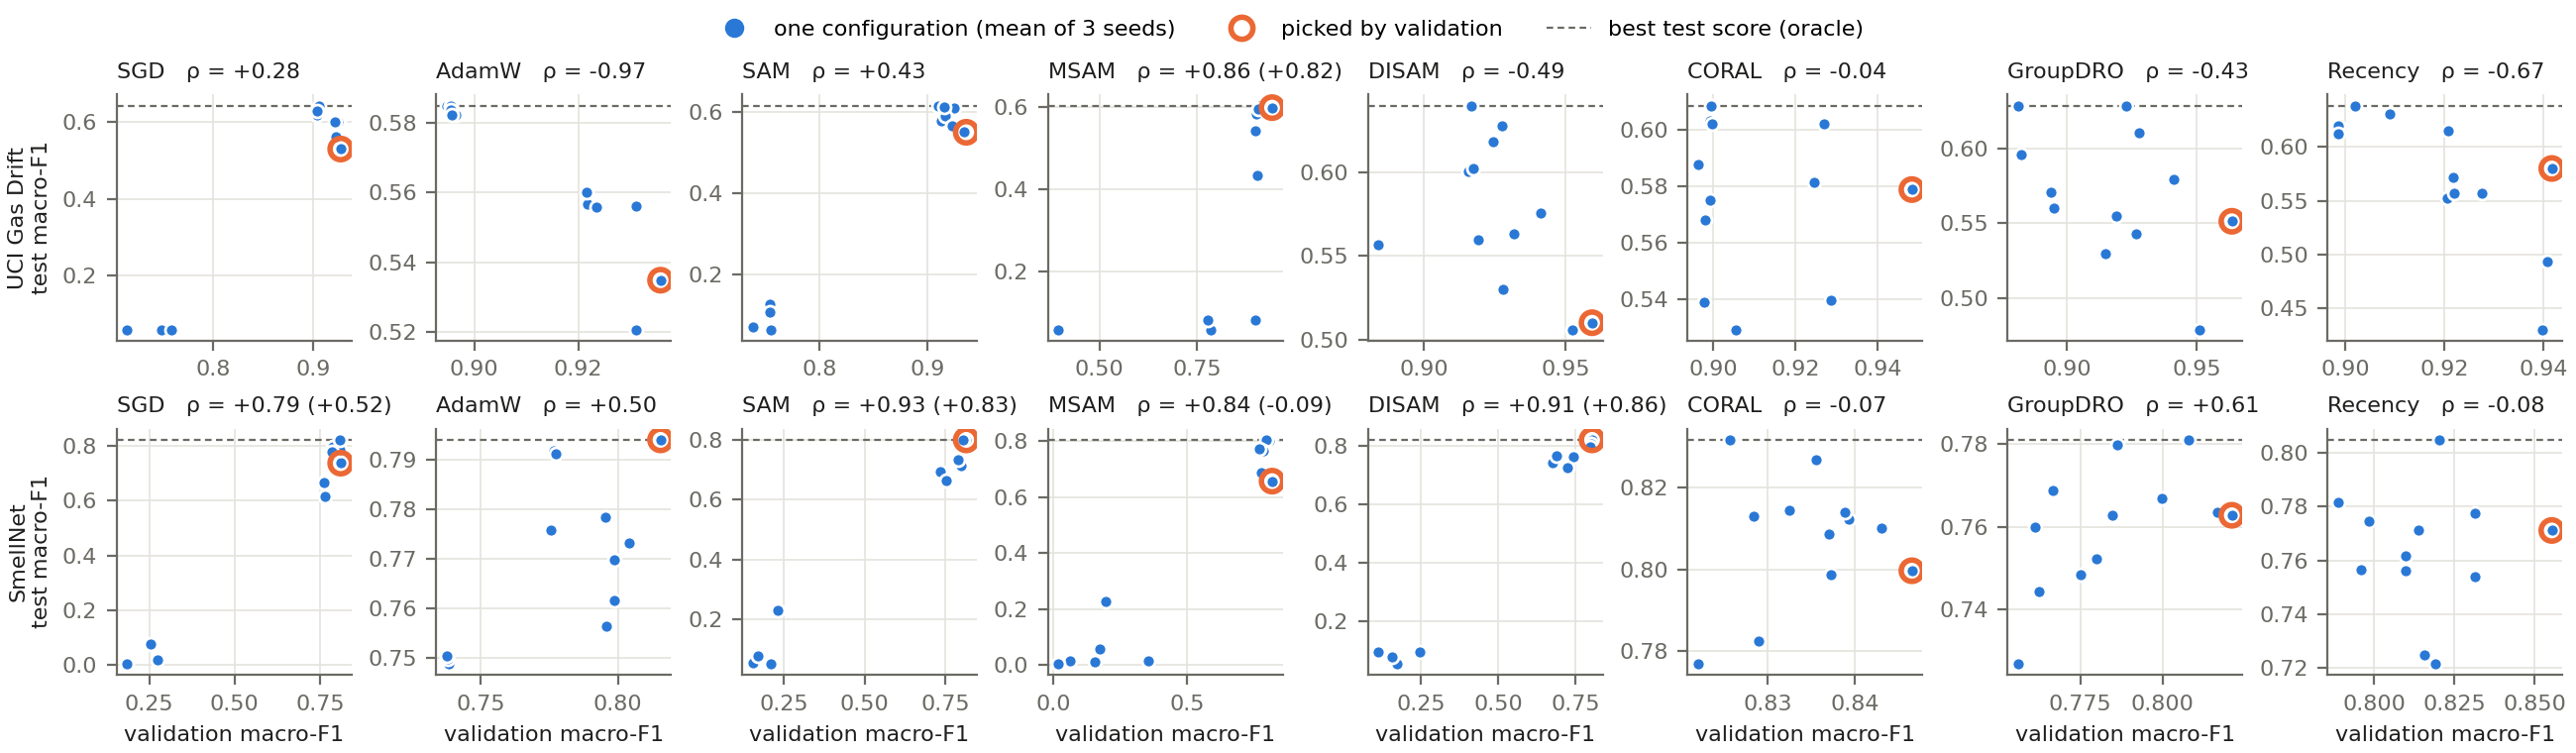 one configuration (mean of 3 seeds) picked by validation best test score (oracle)
SGD ρ = +0.28
AdamW ρ = -0.97
SAM ρ = +0.43
MSAM ρ = +0.86 (+0.82)
DISAM ρ = -0.49
CORAL ρ = -0.04
GroupDRO ρ = -0.43
Recency ρ = -0.67
UCI Gas Drift
test macro-F1
0.6
0.4
0.2
0.8 0.9
0.58
0.56
0.54
0.52
0.90 0.92
0.6
0.4
0.2
0.8 0.9
0.6
0.4
0.2
0.50 0.75
0.60
0.55
0.50
0.90 0.95
0.60
0.58
0.56
0.54
0.90 0.92 0.94
0.60
0.55
0.50
0.90 0.95
0.60
0.55
0.50
0.45
0.90 0.92 0.94
SGD ρ = +0.79 (+0.52)
AdamW ρ = +0.50
SAM ρ = +0.93 (+0.83)
MSAM ρ = +0.84 (-0.09)
DISAM ρ = +0.91 (+0.86)
CORAL ρ = -0.07
GroupDRO ρ = +0.61
Recency ρ = -0.08
SmellNet
test macro-F1
0.8
0.6
0.4
0.2
0.0
0.25 0.50 0.75
validation macro-F1
0.79
0.78
0.77
0.76
0.75
0.75 0.80
validation macro-F1
0.8
0.6
0.4
0.2
0.25 0.50 0.75
validation macro-F1
0.8
0.6
0.4
0.2
0.0
0.0 0.5
validation macro-F1
0.8
0.6
0.4
0.2
0.25 0.50 0.75
validation macro-F1
0.82
0.80
0.78
0.83 0.84
validation macro-F1
0.78
0.76
0.74
0.775 0.800
validation macro-F1
0.80
0.78
0.76
0.74
0.72
0.800 0.825 0.850
validation macro-F1